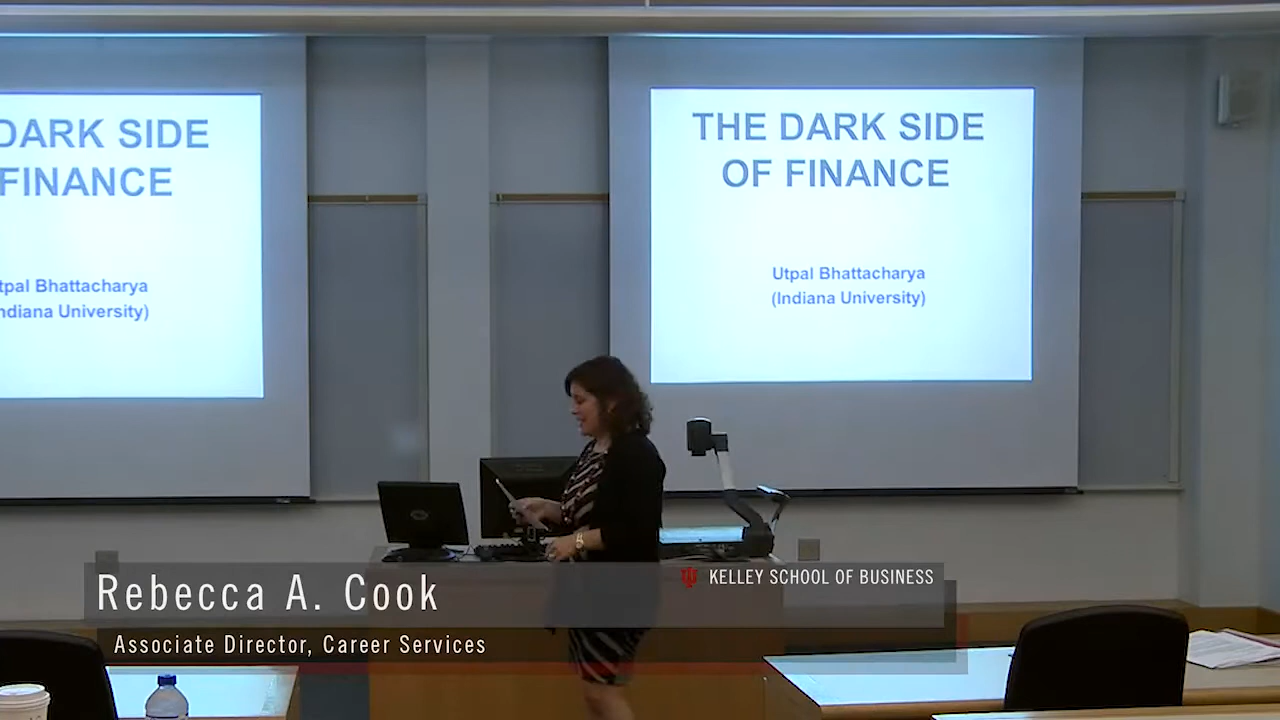 DARK SIDE
FINANCE
tpal Bhattacharya
ndiana University)
THE DARK SIDE
OF FINANCE
Utpal Bhattacharya
(Indiana University)
Rebecca A. Cook
KELLEY SCHOOL OF BUSINESS
Associate Director, Career Services